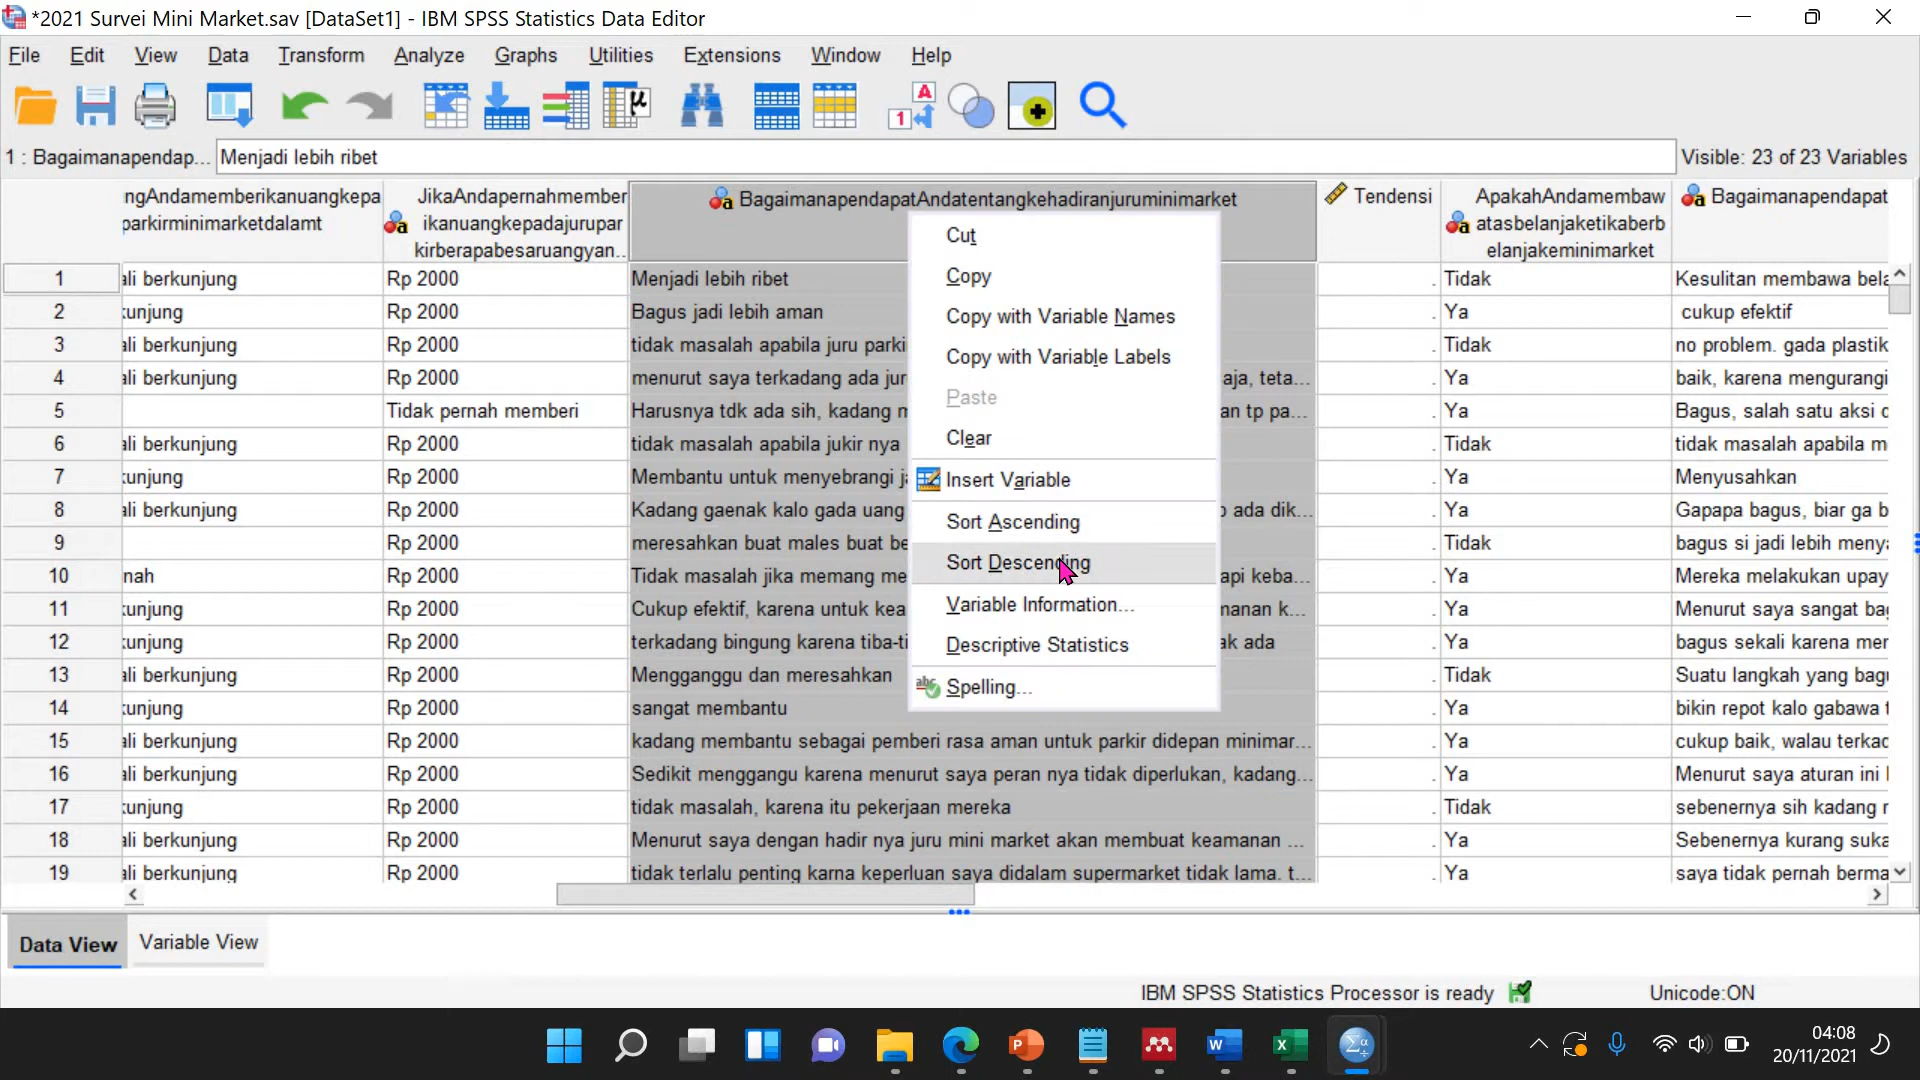 *2021 Survei Mini Market.sav [DataSet1] - IBM SPSS Statistics Data Editor
File Edit View Data Transform Analyze Graphs Utilities Extensions Window Help
1 : Bagaimanapendap... Menjadi lebih ribet Visible: 23 of 23 Variables
ngAndamemberikanuangkepa
parkirminimarketdalamt
JikaAndapernahmember
ikanuangkepadajurupar
kirberapabesaruangyan...
BagaimanapendapatAndatentangkehadiranjuruminimarket
Tendensi
ApakahAndamembaw
atasbelanjaketikaberb
elanjakeminimarket
Bagaimanapendapat
1 ali berkunjung Rp 2000 Menjadi lebih ribet . Tidak Kesulitan membawa bela
2 kunjung Rp 2000 Bagus jadi lebih aman . Ya cukup efektif
3 ali berkunjung Rp 2000 tidak masalah apabila juru parki . Tidak no problem. gada plastik
4 ali berkunjung Rp 2000 menurut saya terkadang ada jur aja, teta... . Ya baik, karena mengurangi
5 Tidak pernah memberi Harusnya tdk ada sih, kadang m an tp pa... . Ya Bagus, salah satu aksi
6 ali berkunjung Rp 2000 tidak masalah apabila jukir nya . Tidak tidak masalah apabila m
7 kunjung Rp 2000 Membantu untuk menyebrangi j . Ya Menyusahkan
8 ali berkunjung Rp 2000 Kadang gaenak kalo gada uang ada dik... . Ya Gapapa bagus, biar ga b
9 Rp 2000 meresahkan buat males buat be . Tidak bagus si jadi lebih menya
10 nah Rp 2000 Tidak masalah jika memang me api keba... . Ya Mereka melakukan upay
11 kunjung Rp 2000 Cukup efektif, karena untuk kea manan k... . Ya Menurut saya sangat bag
12 kunjung Rp 2000 terkadang bingung karena tiba-ti ak ada . Ya bagus sekali karena mer
13 ali berkunjung Rp 2000 Mengganggu dan meresahkan . Tidak Suatu langkah yang bagu
14 kunjung Rp 2000 sangat membantu . Ya bikin repot kalo gabawa t
15 ali berkunjung Rp 2000 kadang membantu sebagai pemberi rasa aman untuk parkir didepan minimar... . Ya cukup baik, walau terkad
16 ali berkunjung Rp 2000 Sedikit menggangu karena menurut saya peran nya tidak diperlukan, kadang... . Ya Menurut saya aturan ini
17 kunjung Rp 2000 tidak masalah, karena itu pekerjaan mereka . Tidak sebenernya sih kadang
18 ali berkunjung Rp 2000 Menurut saya dengan hadir nya juru mini market akan membuat keamanan ... . Ya Sebenernya kurang suka
19 ali berkunjung Rp 2000 tidak terlalu penting karna keperluan saya didalam supermarket tidak lama. t... . Ya saya tidak pernah berma
Cut
Copy
Copy with Variable Names
Copy with Variable Labels
Paste
Clear
Insert Variable
Sort Ascending
Sort Descending
Variable Information...
Descriptive Statistics
Spelling...
Data View Variable View
IBM SPSS Statistics Processor is ready Unicode:ON
04:08
20/11/2021